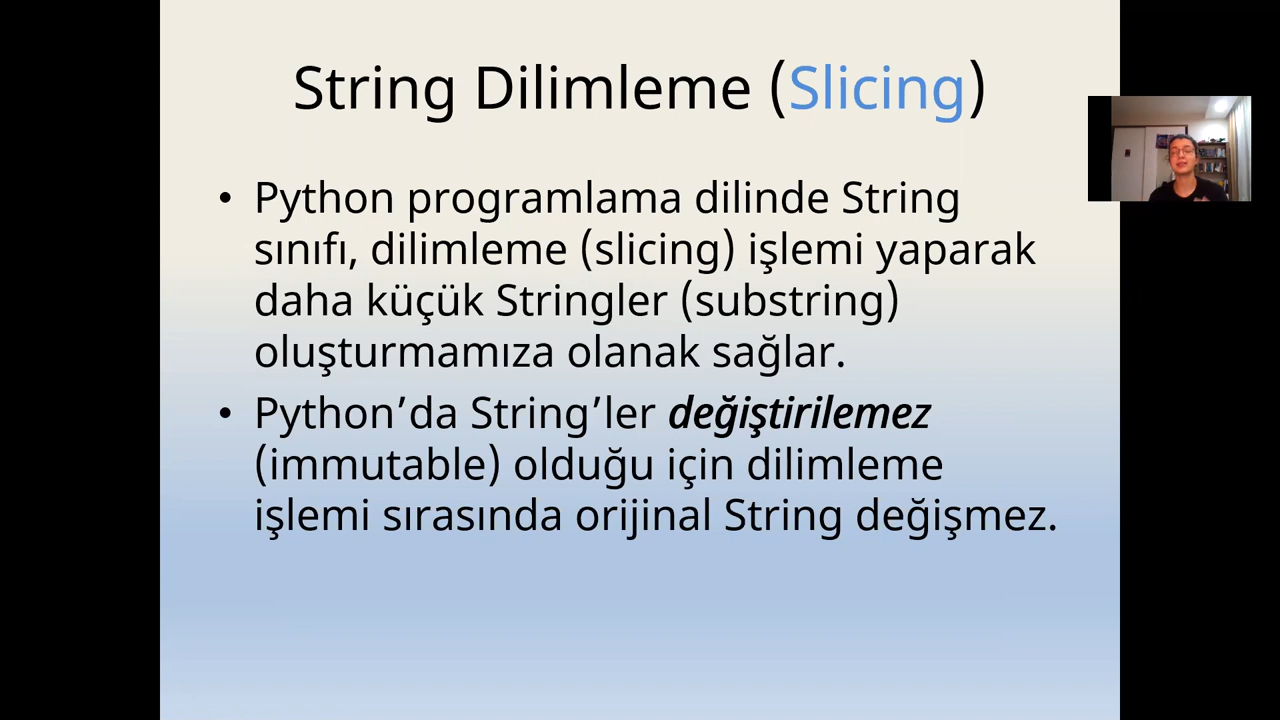 String Dilimleme (Slicing)
• Python programlama dilinde String
sınıfı, dilimleme (slicing) işlemi yaparak
daha küçük Stringler (substring)
oluşturmamıza olanak sağlar.
• Python’da String’ler değiştirilemez
(immutable) olduğu için dilimleme
işlemi sırasında orijinal String değişmez.